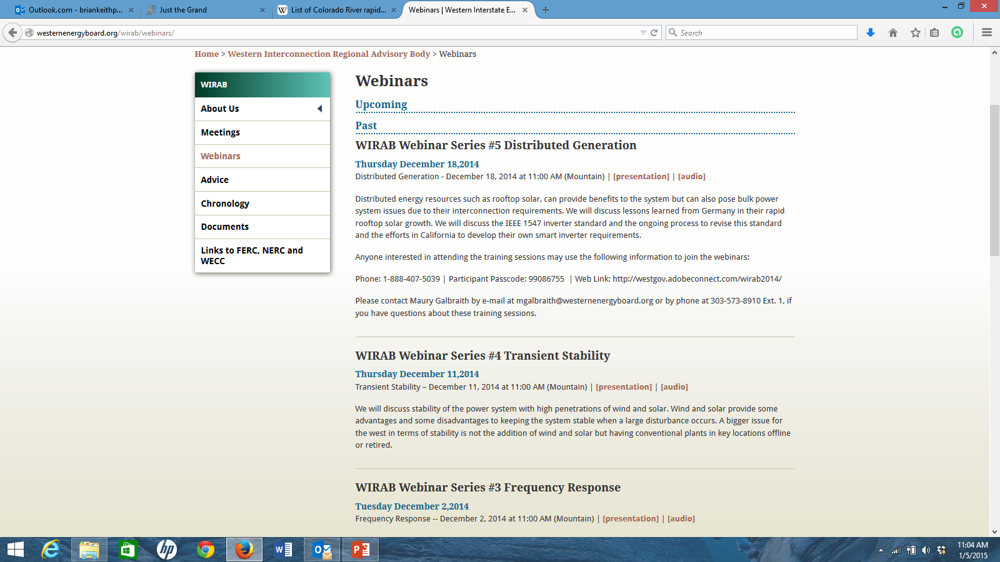 Outlook.com - briankeithp...
Just the Grand
List of Colorado River rapid...
Webinars | Western Interstate E...
westernenergyboard.org/wirab/webinars/
Search
Home > Western Interconnection Regional Advisory Body > Webinars
WIRAB
About Us
Meetings
Webinars
Advice
Chronology
Documents
Links to FERC, NERC and
WECC
Webinars
Upcoming
Past
WIRAB Webinar Series #5 Distributed Generation
Thursday December 18,2014
Distributed Generation - December 18, 2014 at 11:00 AM (Mountain) | [presentation] | [audio]
Distributed energy resources such as rooftop solar, can provide benefits to the system but can also pose bulk power
system issues due to their interconnection requirements. We will discuss lessons learned from Germany in their rapid
rooftop solar growth. We will discuss the IEEE 1547 inverter standard and the ongoing process to revise this standard
and the efforts in California to develop their own smart inverter requirements.
Anyone interested in attending the training sessions may use the following information to join the webinars:
Phone: 1-888-407-5039 | Participant Passcode: 99086755 | Web Link: http://westgov.adobeconnect.com/wirab2014/
Please contact Maury Galbraith by e-mail at mgalbraith@westernenergyboard.org or by phone at 303-573-8910 Ext. 1, if
you have questions about these training sessions.
WIRAB Webinar Series #4 Transient Stability
Thursday December 11,2014
Transient Stability – December 11, 2014 at 11:00 AM (Mountain) | [presentation] | [audio]
We will discuss stability of the power system with high penetrations of wind and solar. Wind and solar provide some
advantages and some disadvantages to keeping the system stable when a large disturbance occurs. A bigger issue for
the west in terms of stability is not the addition of wind and solar but having conventional plants in key locations offline
or retired.
WIRAB Webinar Series #3 Frequency Response
Tuesday December 2,2014
Frequency Response -- December 2, 2014 at 11:00 AM (Mountain) | [presentation] | [audio]
11:04 AM
1/5/2015